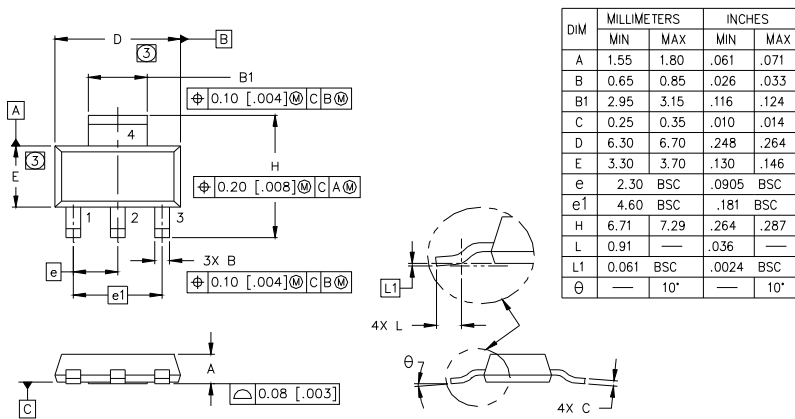 D
B
3
B1
⌖ 0.10 [.004]Ⓜ C BⓂ
A
4
3
E
H
⌖ 0.20 [.008]Ⓜ C AⓂ
1 2 3
e
3X B
e1
⌖ 0.10 [.004]Ⓜ C BⓂ
L1
4X L
A
C
⌓ 0.08 [.003]
θ
4X C
DIM MILLIMETERS INCHES
MIN MAX MIN MAX
A 1.55 1.80 .061 .071
B 0.65 0.85 .026 .033
B1 2.95 3.15 .116 .124
C 0.25 0.35 .010 .014
D 6.30 6.70 .248 .264
E 3.30 3.70 .130 .146
e 2.30 BSC .0905 BSC
e1 4.60 BSC .181 BSC
H 6.71 7.29 .264 .287
L 0.91 — .036 —
L1 0.061 BSC .0024 BSC
θ — 10° — 10°